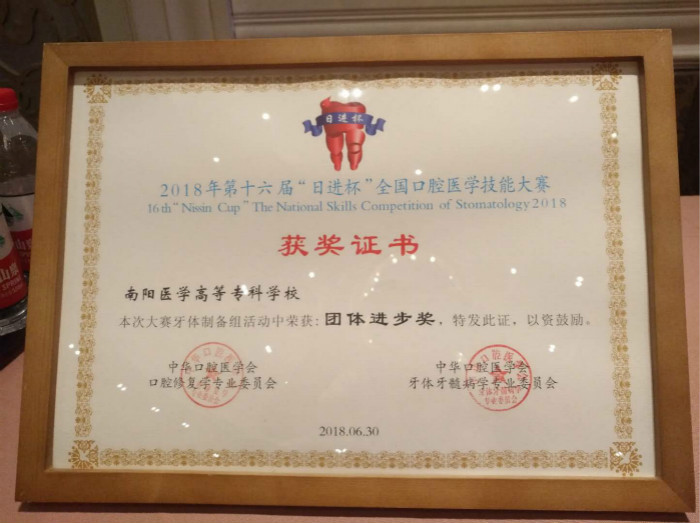 日进杯
2018年第十六届“日进杯”全国口腔医学技能大赛
16th “Nissin Cup” The National Skills Competition of Stomatology 2018
获奖证书
南阳医学高等专科学校
本次大赛牙体制备组活动中荣获：团体进步奖，特发此证，以资鼓励。
中华口腔医学会
口腔修复学专业委员会
中华口腔医学会
牙体牙髓病学专业委员会
2018.06.30